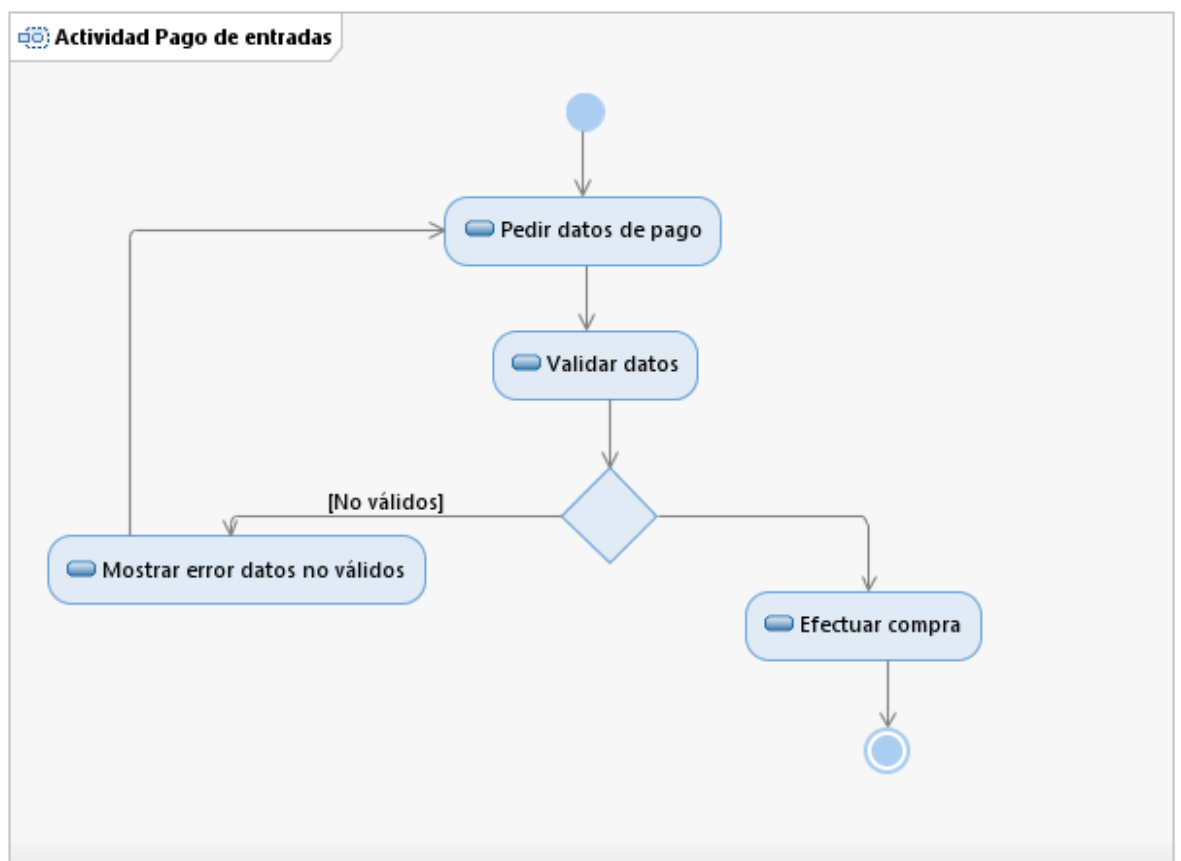 Actividad Pago de entradas
Pedir datos de pago
Validar datos
[No válidos]
Mostrar error datos no válidos
Efectuar compra